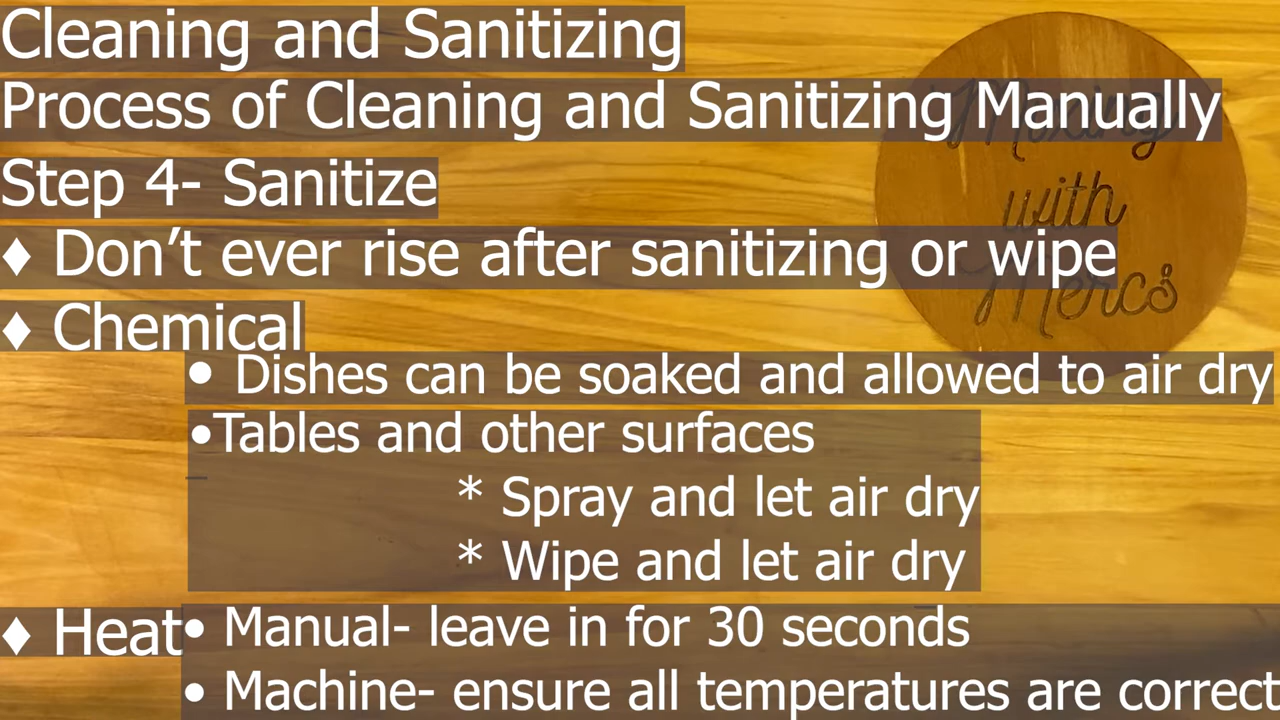 Cleaning and Sanitizing
Process of Cleaning and Sanitizing Manually
Step 4- Sanitize
♦ Don’t ever rise after sanitizing or wipe
♦ Chemical
• Dishes can be soaked and allowed to air dry
•Tables and other surfaces
* Spray and let air dry
* Wipe and let air dry
♦ Heat
• Manual- leave in for 30 seconds
• Machine- ensure all temperatures are correct
Mixing
with
Mercs